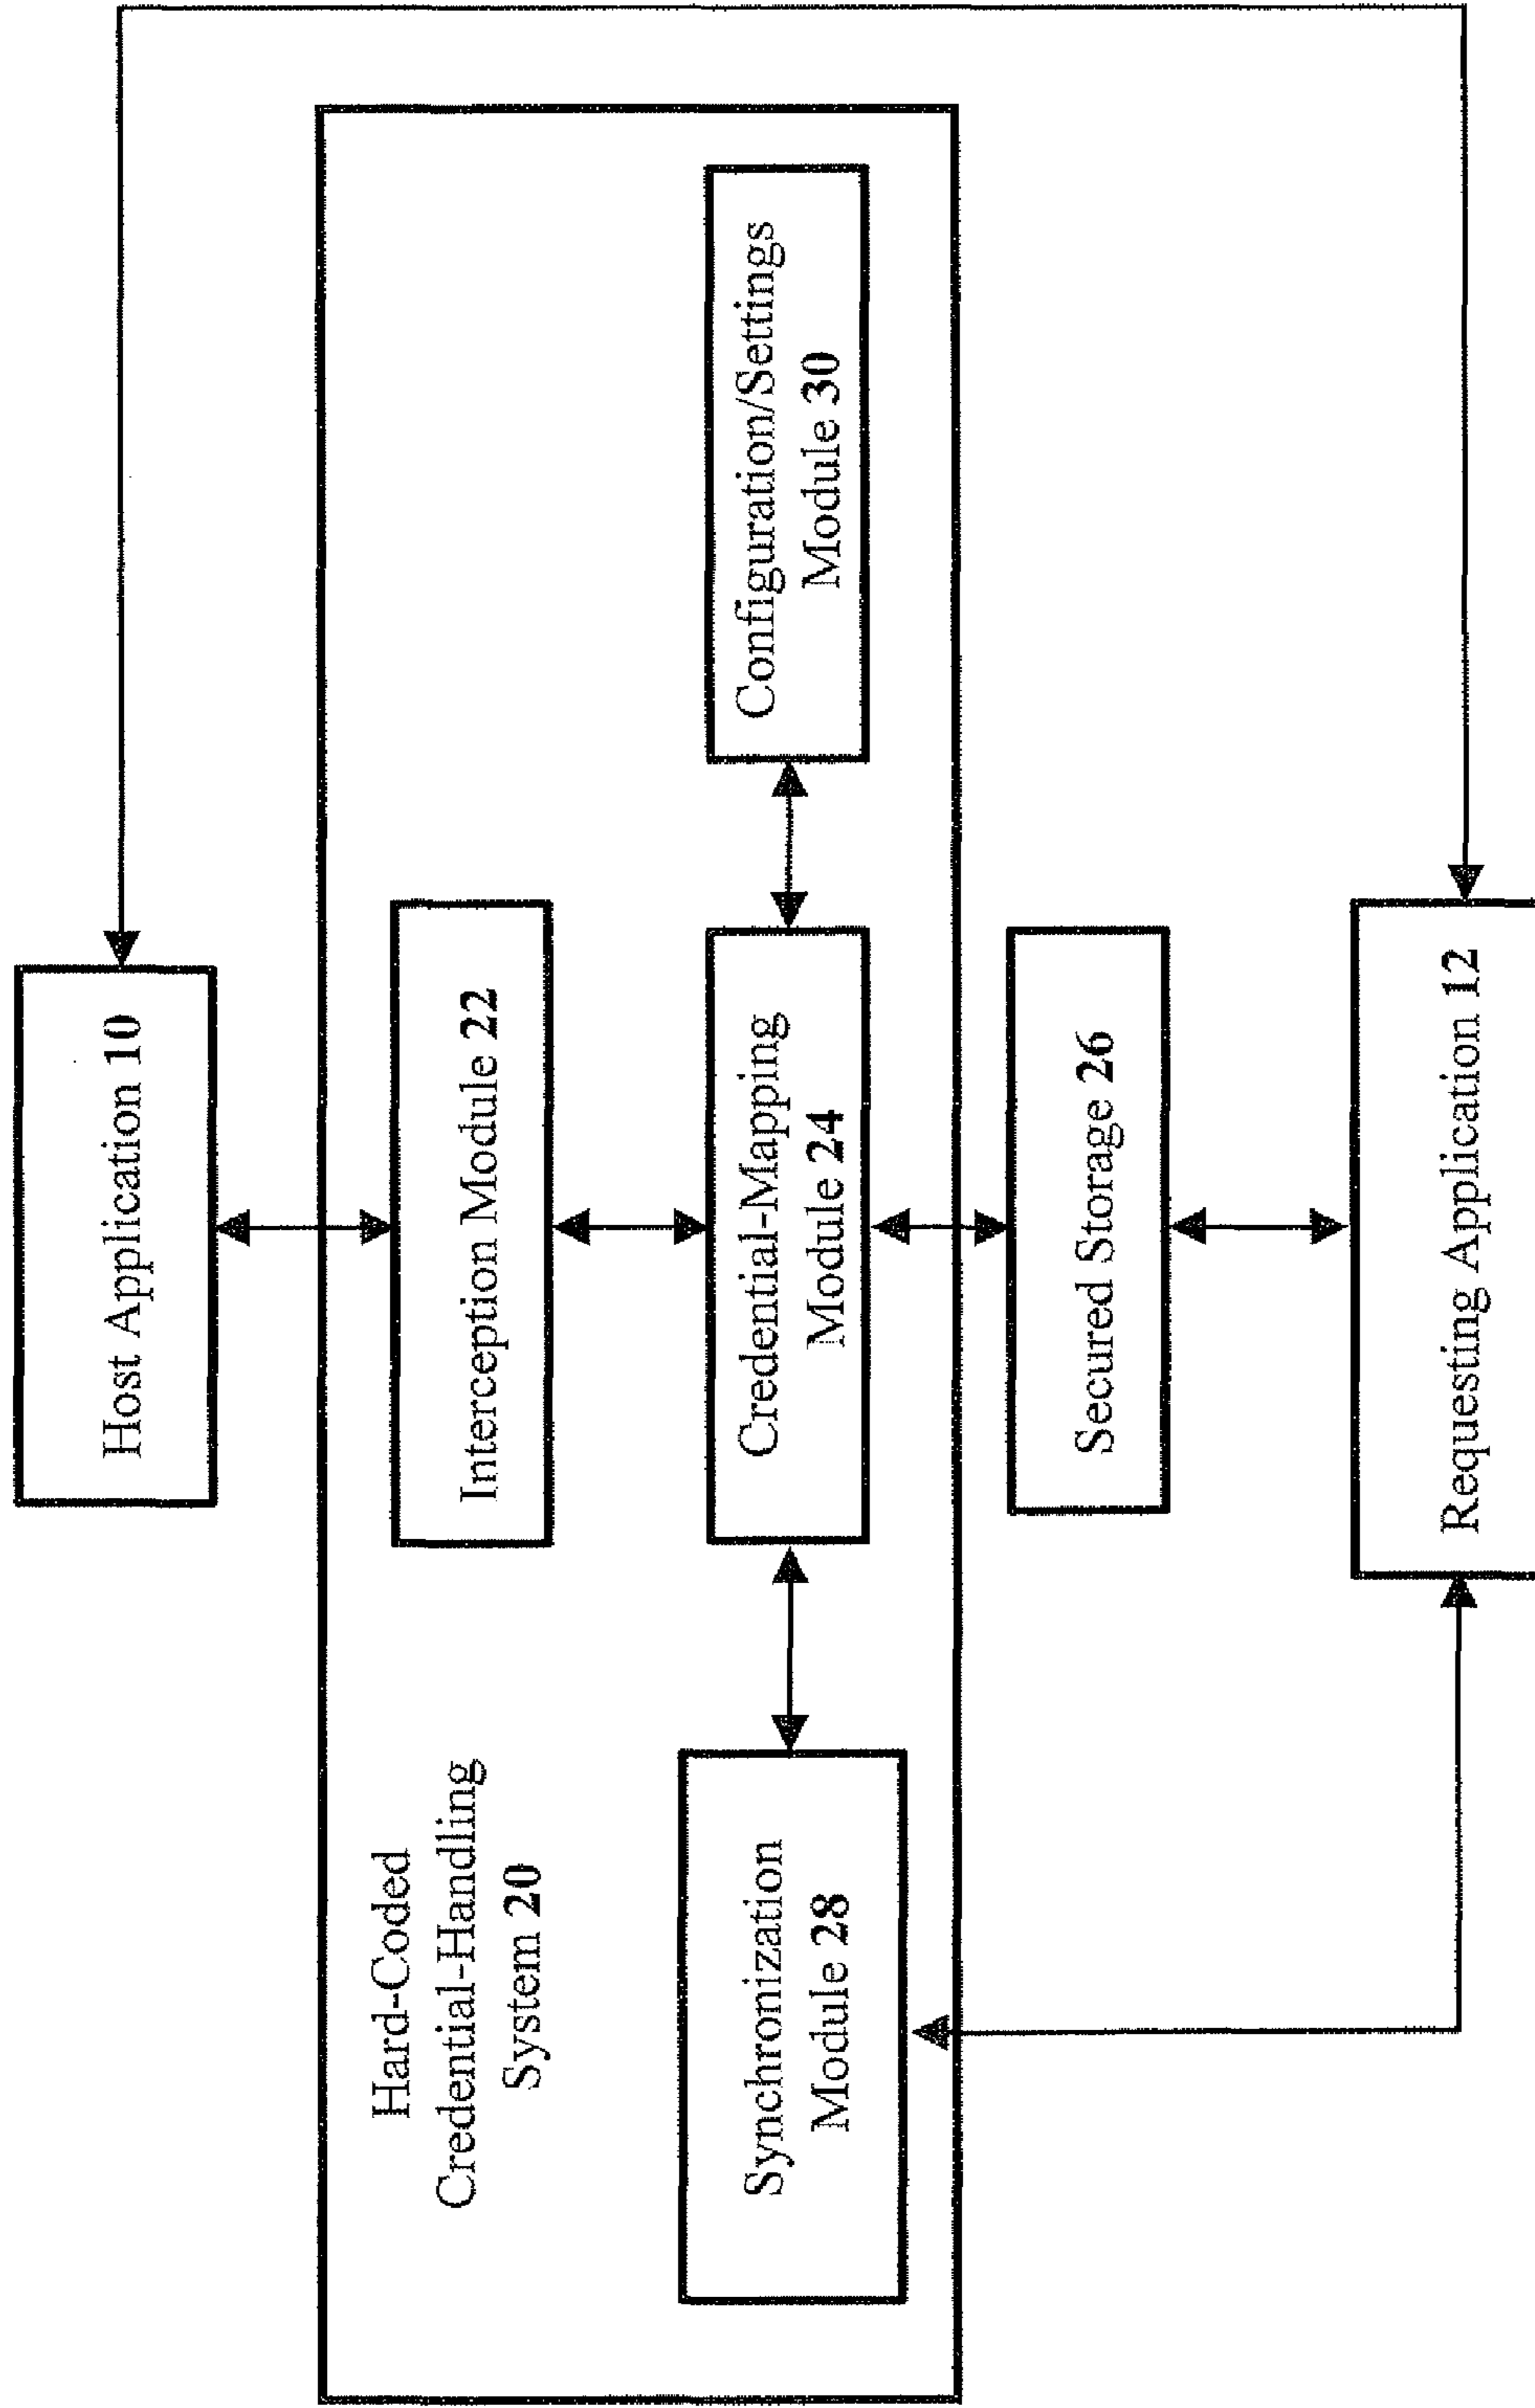 Host Application 10
Hard-Coded
Credential-Handling
System 20
Interception Module 22
Synchronization
Module 28
Credential-Mapping
Module 24
Configuration/Settings
Module 30
Secured Storage 26
Requesting Application 12